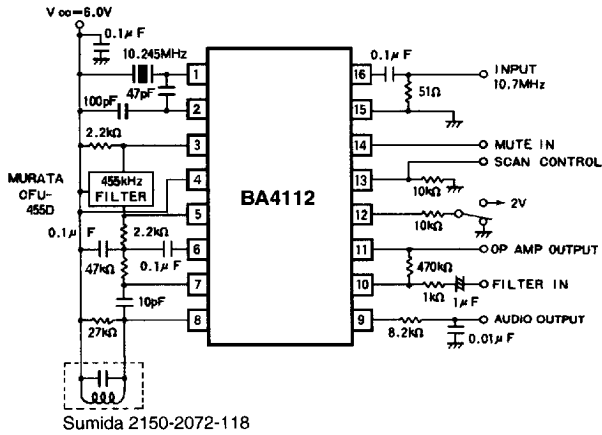 Vcc=6.0V
0.1μF
10.245MHz
47pF
100pF
2.2kΩ
MURATA
CFU-
455D
455kHz
FILTER
0.1μF
2.2kΩ
47kΩ
0.1μF
10pF
27kΩ
Sumida 2150-2072-118
1
2
3
4
5
6
7
8
BA4112
16
15
14
13
12
11
10
9
0.1μF
INPUT
10.7MHz
51Ω
MUTE IN
SCAN CONTROL
10kΩ
2V
10kΩ
OP AMP OUTPUT
470kΩ
FILTER IN
1kΩ
1μF
AUDIO OUTPUT
8.2kΩ
0.01μF